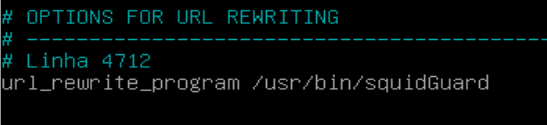 # OPTIONS FOR URL REWRITING
# -----------------------------------------
# Linha 4712
url_rewrite_program /usr/bin/squidGuard